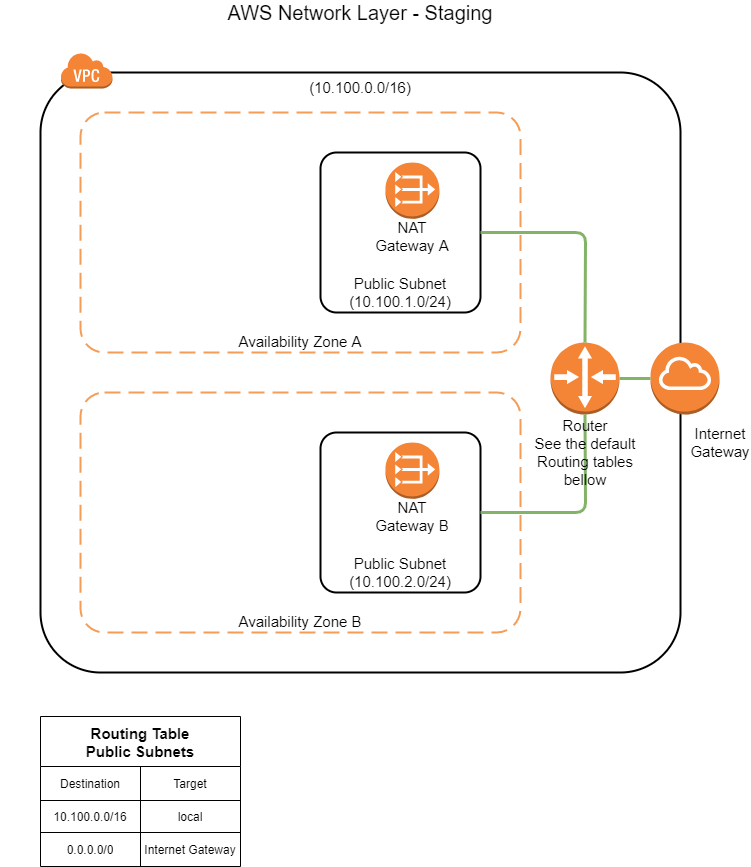 AWS Network Layer - Staging
VPC
(10.100.0.0/16)
NAT
Gateway A
Public Subnet
(10.100.1.0/24)
Availability Zone A
Router
See the default
Routing tables
bellow
Internet
Gateway
NAT
Gateway B
Public Subnet
(10.100.2.0/24)
Availability Zone B
Routing Table
Public Subnets
Destination Target
10.100.0.0/16 local
0.0.0.0/0 Internet Gateway